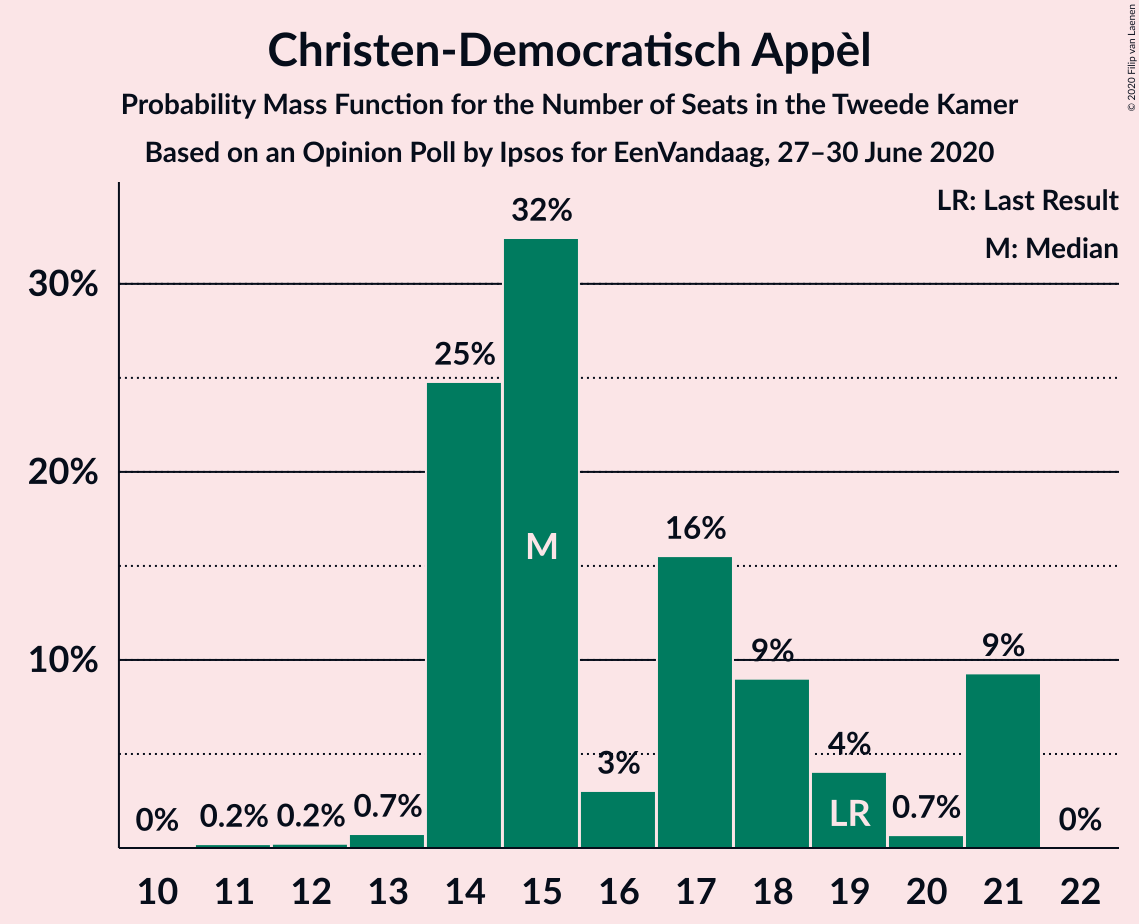 Christen-Democratisch Appèl
Probability Mass Function for the Number of Seats in the Tweede Kamer
Based on an Opinion Poll by Ipsos for EenVandaag, 27–30 June 2020
© 2020 Filip van Laenen
LR: Last Result
M: Median
30%
20%
10%
0% 0.2% 0.2% 0.7% 25% 32% 3% 16% 9% 4% 0.7% 9% 0%
M
LR
10 11 12 13 14 15 16 17 18 19 20 21 22